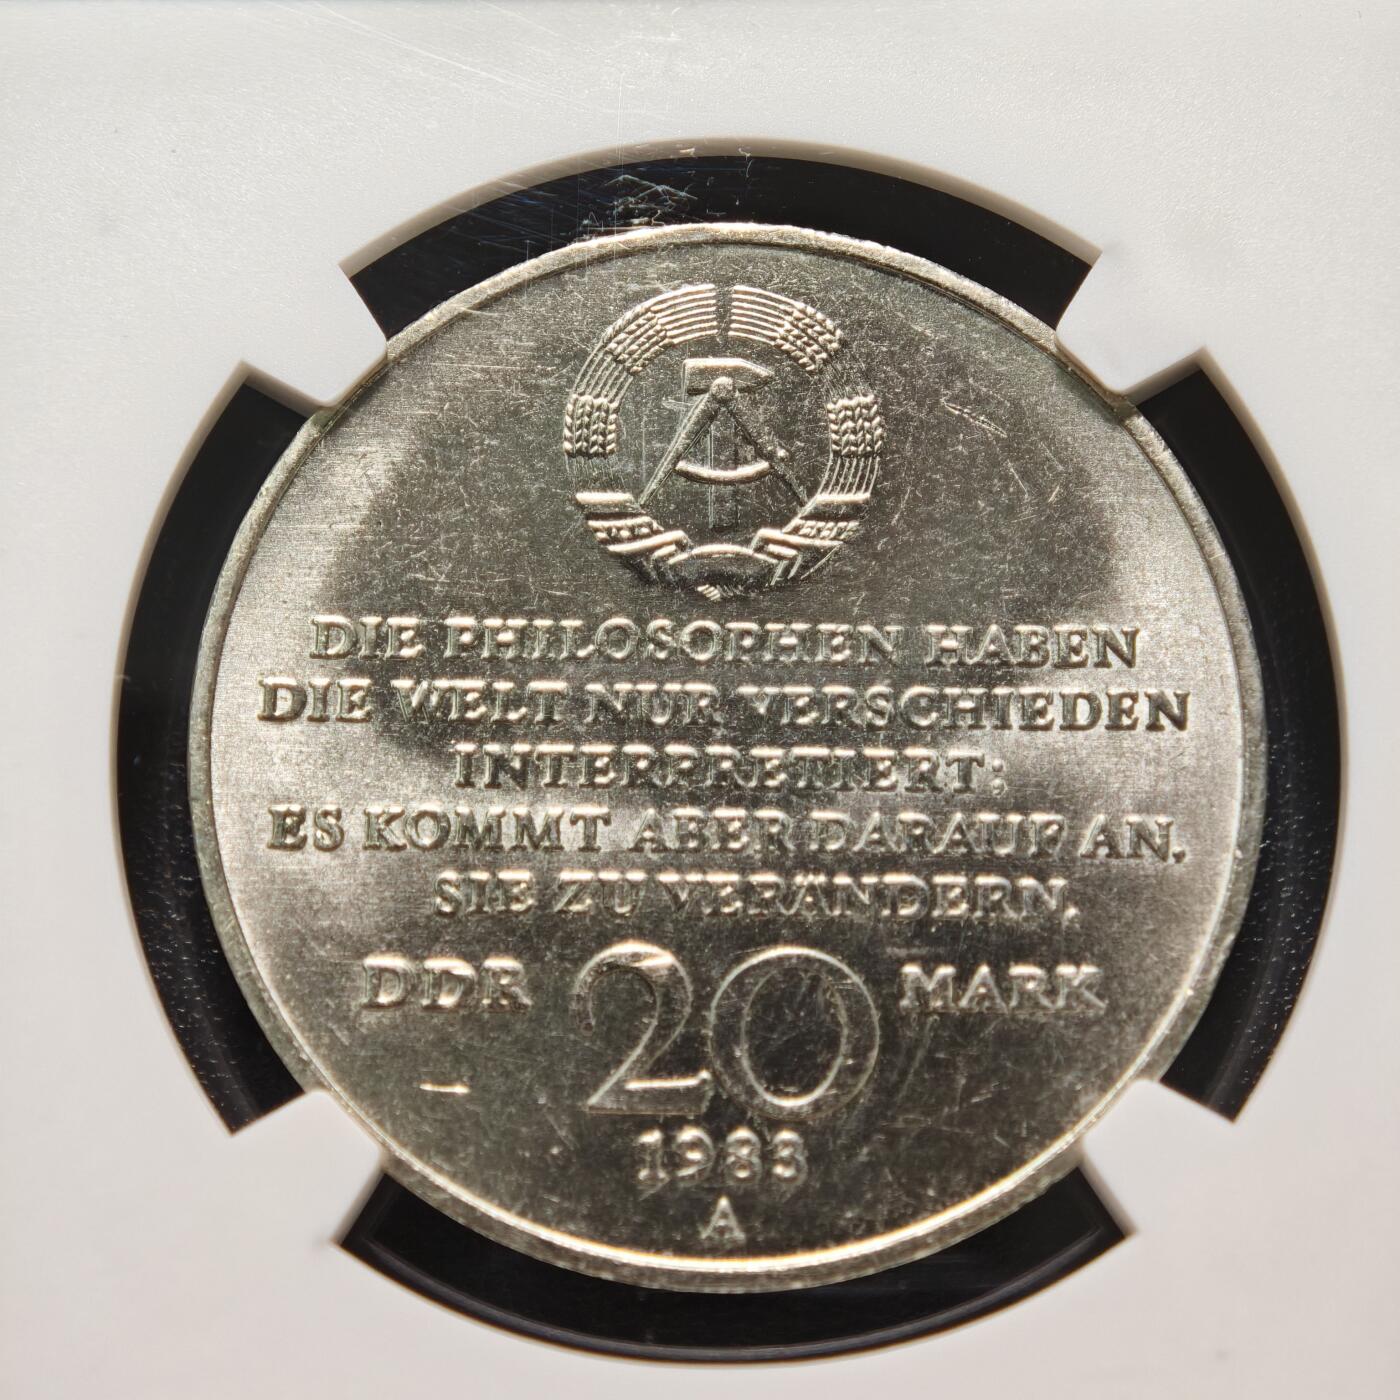 DIE PHILOSOPHEN HABEN
DIE WELT NUR VERSCHIEDEN
INTERPRETIERT;
ES KOMMT ABER DARAUF AN,
SIE ZU VERÄNDERN.
DDR 20 MARK
1983
A